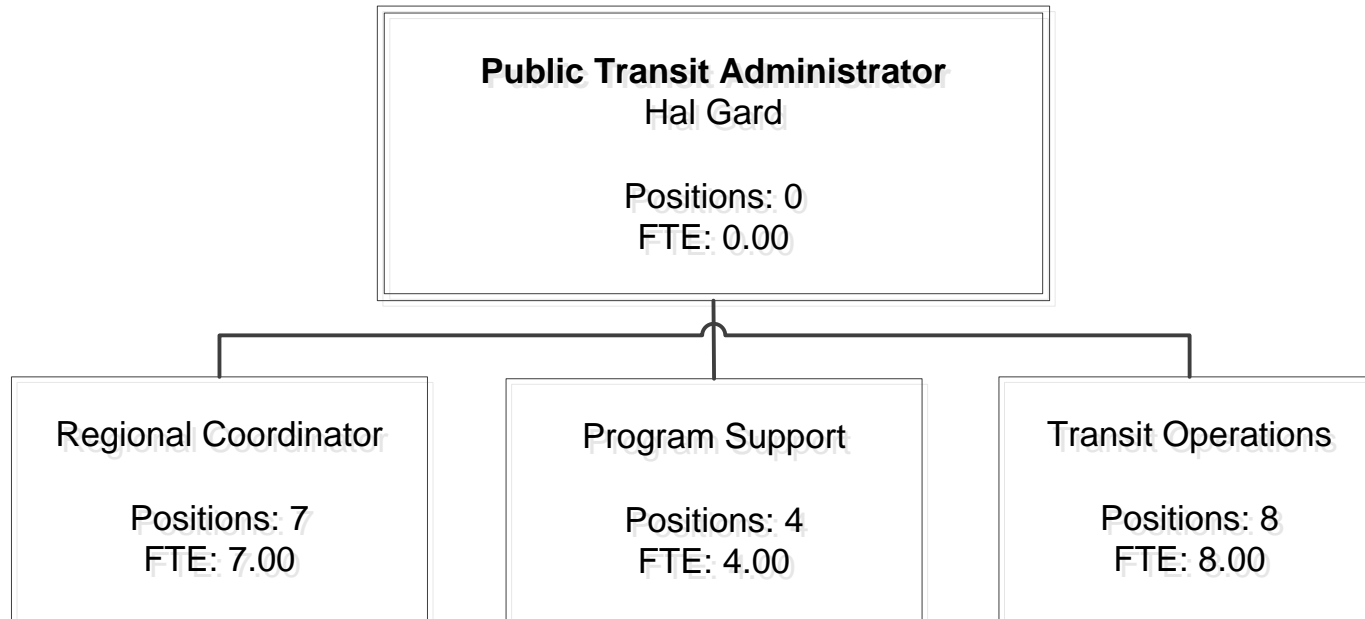 Public Transit Administrator
Hal Gard
Positions: 0
FTE: 0.00
Regional Coordinator
Positions: 7
FTE: 7.00
Program Support
Positions: 4
FTE: 4.00
Transit Operations
Positions: 8
FTE: 8.00